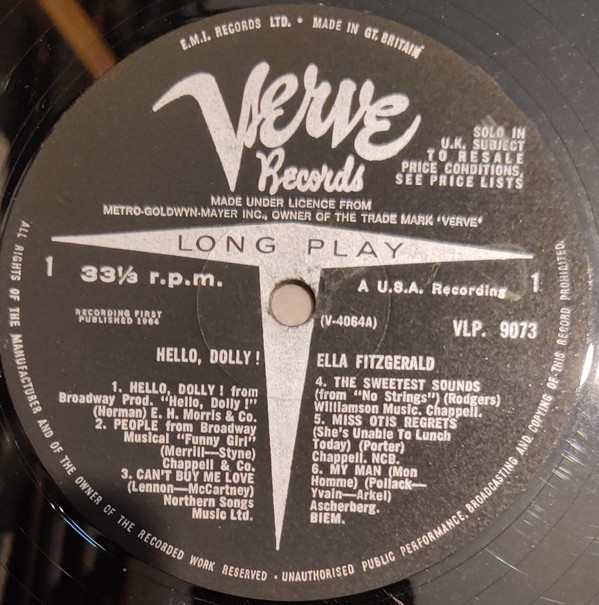 E.M.I. RECORDS LTD. • MADE IN GT. BRITAIN
Verve
Records
SOLD IN
U.K. SUBJECT
TO RESALE
PRICE CONDITIONS,
SEE PRICE LISTS
MADE UNDER LICENCE FROM
METRO-GOLDWYN-MAYER INC., OWNER OF THE TRADE MARK 'VERVE'
LONG PLAY
1 33⅓ r.p.m.
A U.S.A. Recording 1
RECORDING FIRST
PUBLISHED 1964
(V-4064A)
VLP. 9073
HELLO, DOLLY !
ELLA FITZGERALD
1. HELLO, DOLLY ! from
Broadway Prod. "Hello, Dolly !"
(Herman) E. H. Morris & Co.
2. PEOPLE from Broadway
Musical "Funny Girl"
(Merrill—Styne)
Chappell & Co.
3. CAN'T BUY ME LOVE
(Lennon—McCartney)
Northern Songs
Music Ltd.
4. THE SWEETEST SOUNDS
(from "No Strings") (Rodgers)
Williamson Music. Chappell.
5. MISS OTIS REGRETS
(She's Unable To Lunch
Today) (Porter)
Chappell. NCB.
6. MY MAN (Mon
Homme) (Pollack—
Yvain—Arkel)
Ascherberg.
BIEM.
ALL RIGHTS OF THE MANUFACTURER AND OF THE OWNER OF THE RECORDED WORK RESERVED • UNAUTHORISED PUBLIC PERFORMANCE, BROADCASTING AND COPYING OF THIS RECORD PROHIBITED.